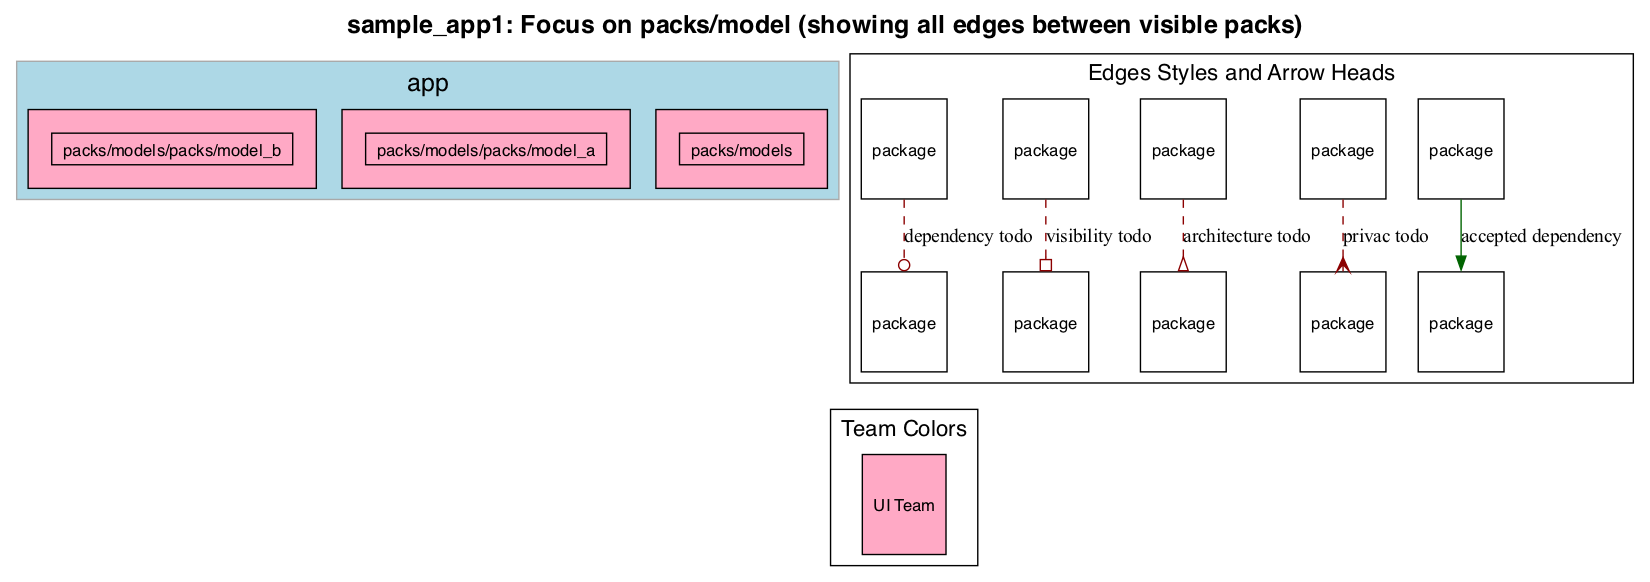 sample_app1: Focus on packs/model (showing all edges between visible packs)
app
packs/models/packs/model_b
packs/models/packs/model_a
packs/models
Edges Styles and Arrow Heads
package
package
package
package
package
dependency todo
visibility todo
architecture todo
privac todo
accepted dependency
package
package
package
package
package
Team Colors
UI Team